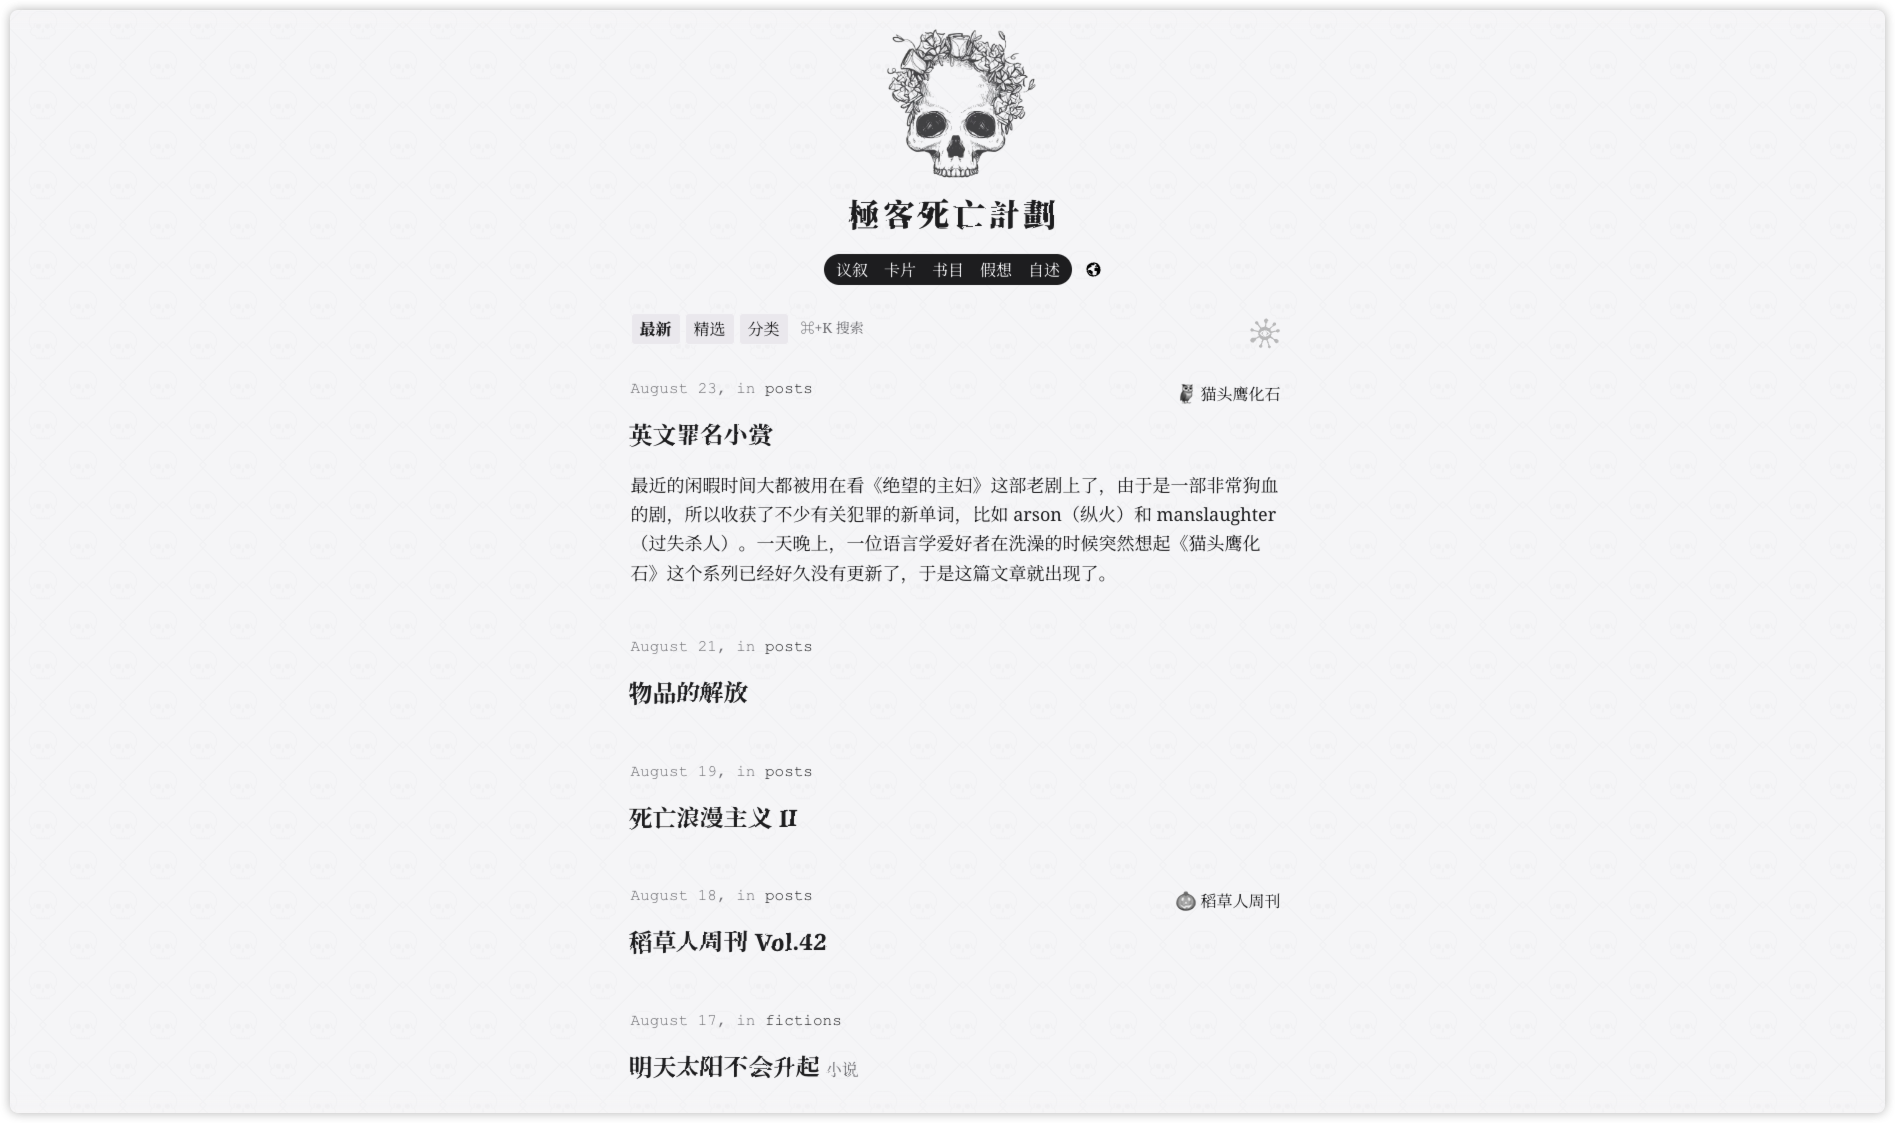 極客死亡計劃
议叙 卡片 书目 假想 自述
最新 精选 分类 ⌘+K 搜索
August 23, in posts
猫头鹰化石
英文罪名小赏
最近的闲暇时间大都被用在看《绝望的主妇》这部老剧上了，由于是一部非常狗血
的剧，所以收获了不少有关犯罪的新单词，比如 arson（纵火）和 manslaughter
（过失杀人）。一天晚上，一位语言学爱好者在洗澡的时候突然想起《猫头鹰化
石》这个系列已经好久没有更新了，于是这篇文章就出现了。
August 21, in posts
物品的解放
August 19, in posts
死亡浪漫主义 II
August 18, in posts
稻草人周刊
稻草人周刊 Vol.42
August 17, in fictions
明天太阳不会升起 小说